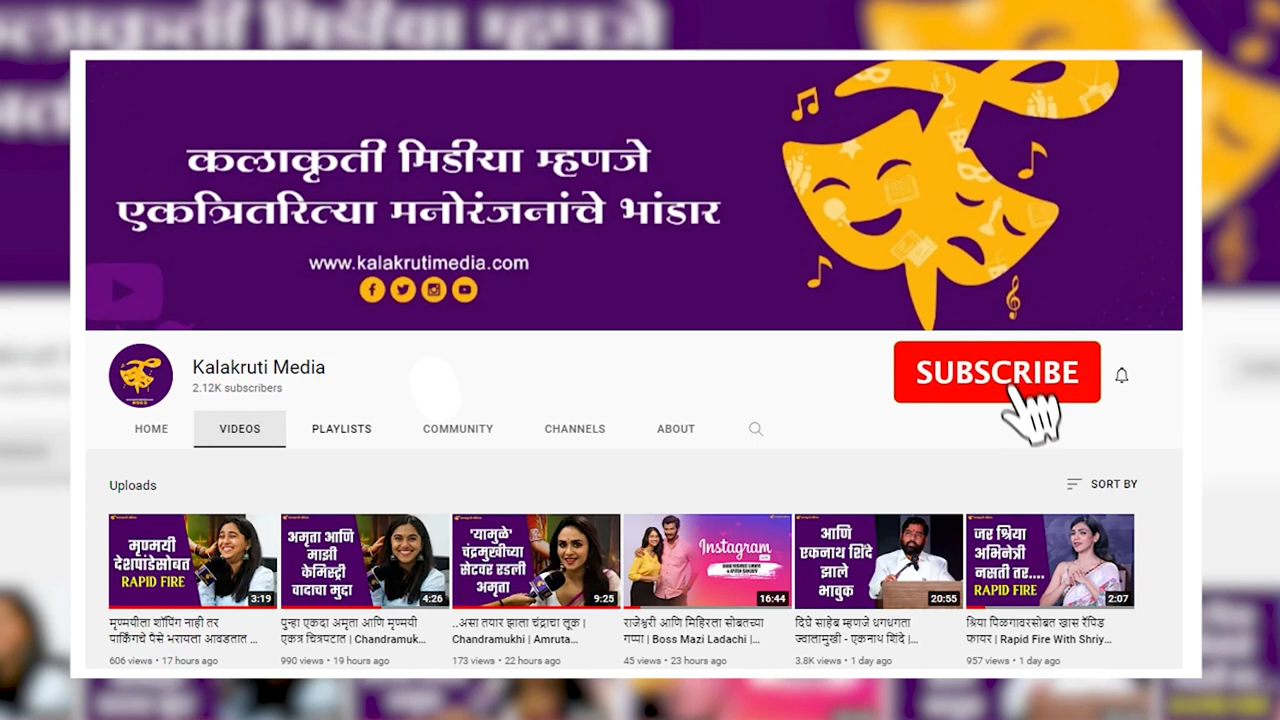 कलाकृती मिडीया म्हणजे
एकत्रितरित्या मनोरंजनांचे भांडार
www.kalakrutimedia.com
Kalakruti Media
2.12K subscribers
SUBSCRIBE
HOME
VIDEOS
PLAYLISTS
COMMUNITY
CHANNELS
ABOUT
Uploads
SORT BY
मृण्मयी
देशपांडेसोबत
RAPID FIRE
3:19
अमृता आणि
माझी
केमिस्ट्री
वादाचा मुद्दा
4:26
'यामुळे'
चंद्रमुखीच्या
सेटवर रडली
अमृता
9:25
Instagram
16:44
आणि
एकनाथ शिंदे
झाले
भावुक
20:55
जर श्रिया
अभिनेत्री
नसती तर....
RAPID FIRE
2:07
मृण्मयीला शॉपिंग नाही तर
पार्किंगचे पैसे भरायला आवडतात ...
606 views • 17 hours ago
पुन्हा एकदा अमृता आणि मृण्मयी
एकत्र चित्रपटात | Chandramuk...
990 views • 19 hours ago
..असा तयार झाला चंद्राचा लूक |
Chandramukhi | Amruta...
173 views • 22 hours ago
राजेश्वरी आणि मिहिरला सोबतच्या
गप्पा | Boss Mazi Ladachi |...
45 views • 23 hours ago
दिघे साहेब म्हणजे धगधगता
ज्वालामुखी - एकनाथ शिंदे |...
3.8K views • 1 day ago
श्रिया पिळगावरसोबत खास रॅपिड
फायर | Rapid Fire With Shriy...
957 views • 1 day ago